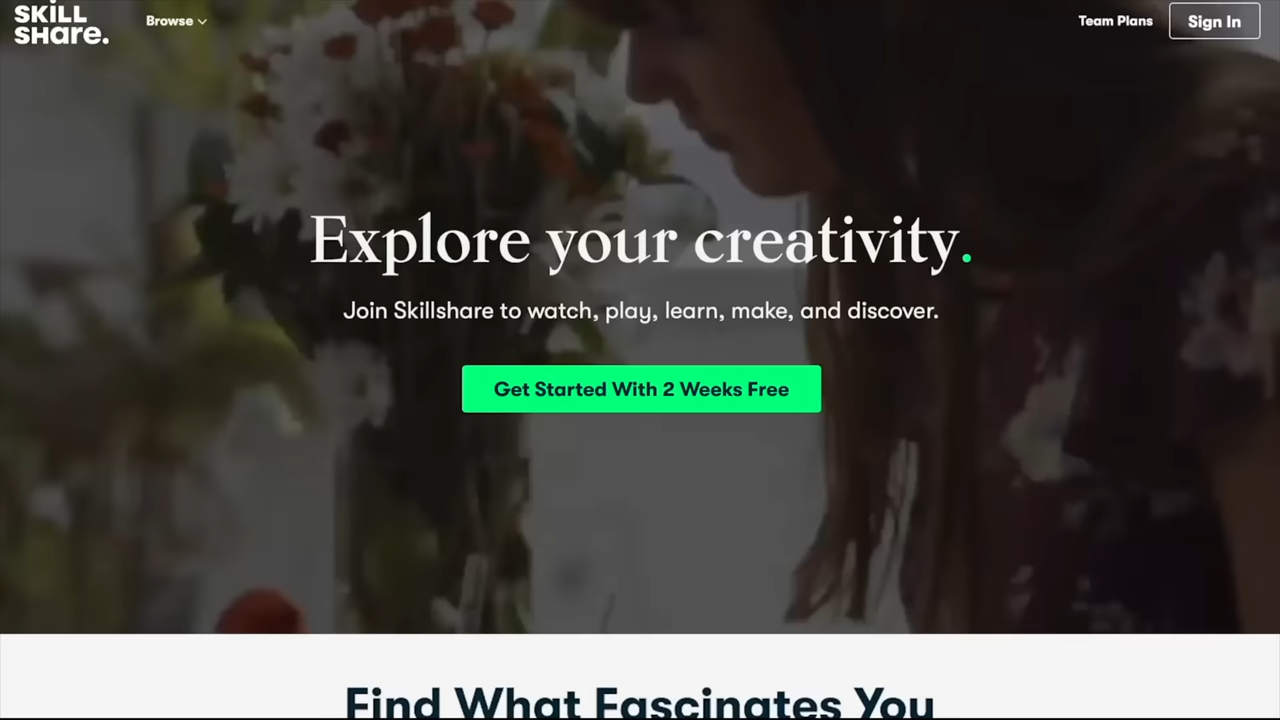 SKiLL
SHare.
Browse
Team Plans
Sign In
Explore your creativity.
Join Skillshare to watch, play, learn, make, and discover.
Get Started With 2 Weeks Free
Find What Fascinates You